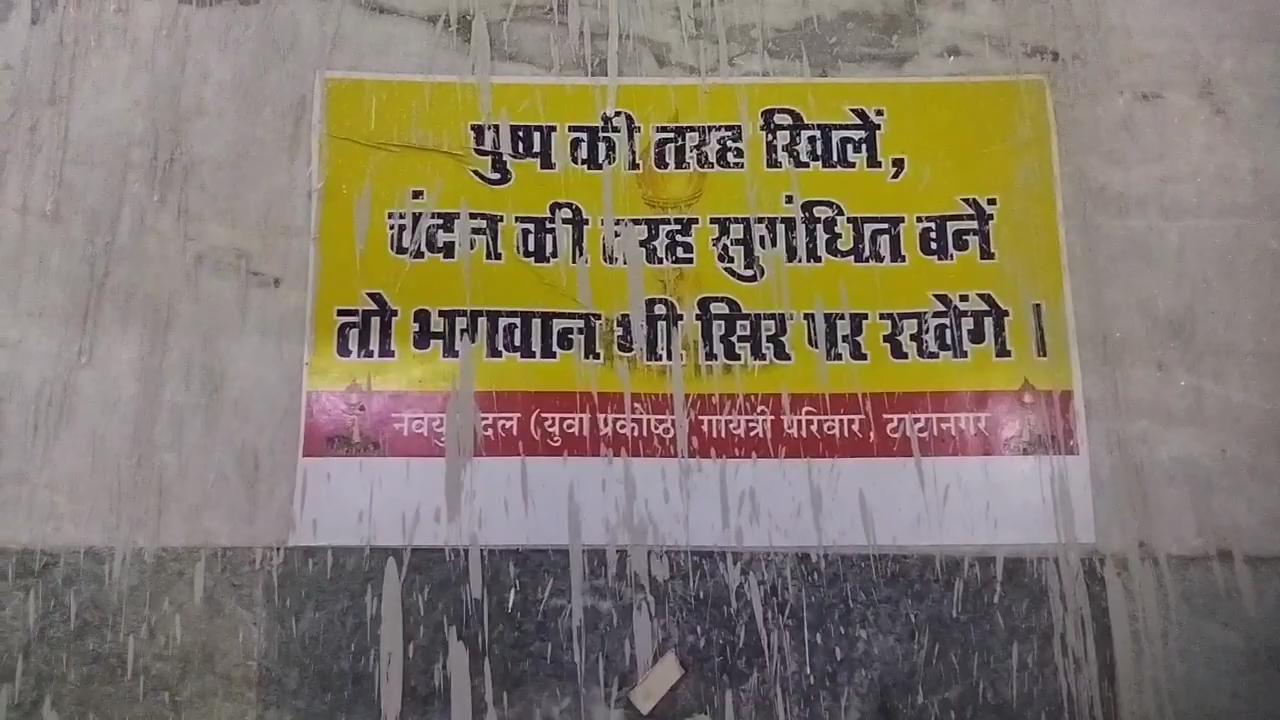 पुष्प की तरह खिलें,
चंदन की तरह सुगंधित बनें
तो भगवान भी सिर पर रखेंगे ।
दल (युवा प्रकोष्ठ) गायत्री परिवार, टाटानगर